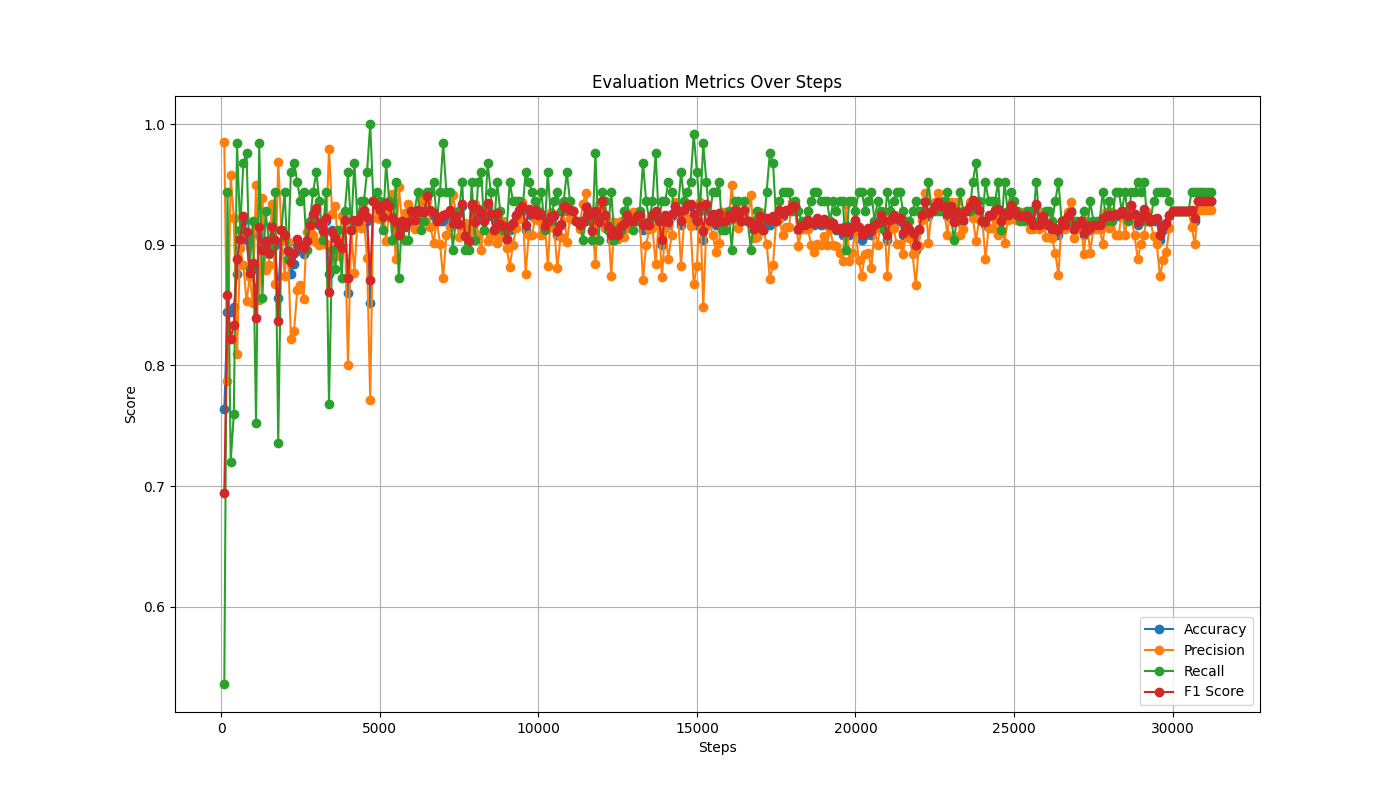 Evaluation Metrics Over Steps
Score
1.0
0.9
0.8
0.7
0.6
0
5000
10000
15000
20000
25000
30000
Steps
Accuracy
Precision
Recall
F1 Score